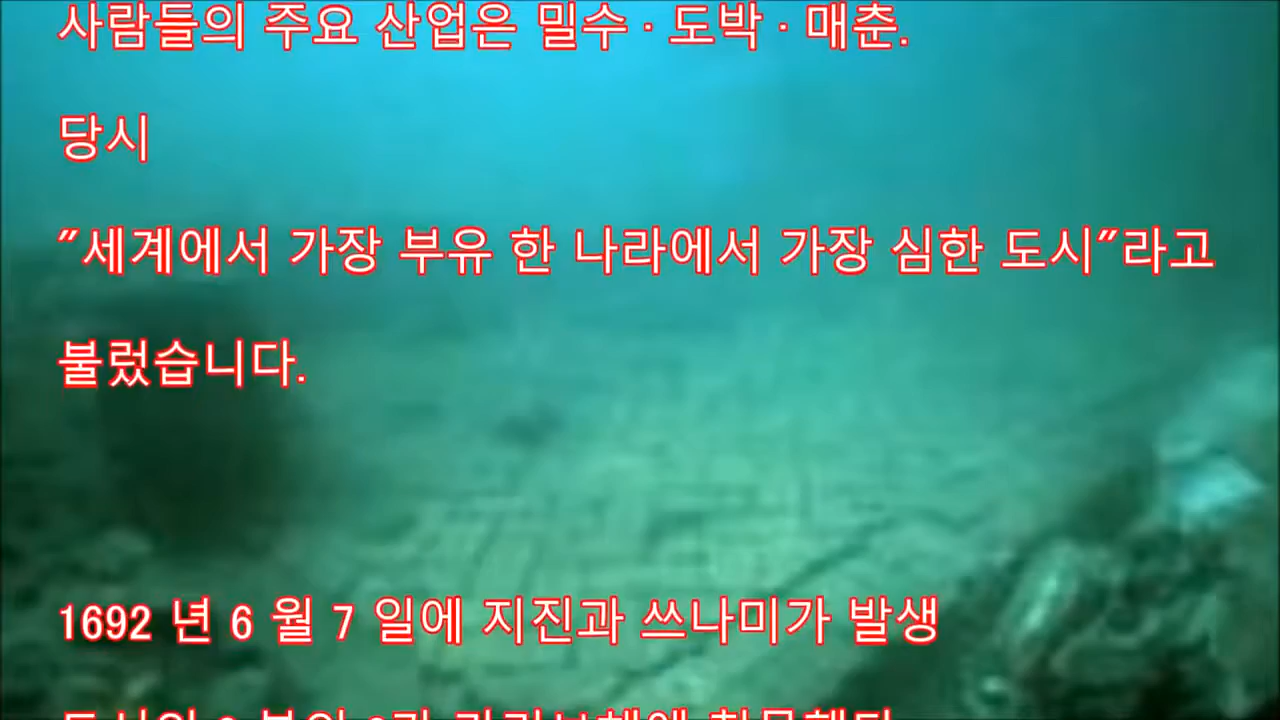 사람들의 주요 산업은 밀수 · 도박 · 매춘.
당시
"세계에서 가장 부유 한 나라에서 가장 심한 도시"라고
불렀습니다.
1692 년 6 월 7 일에 지진과 쓰나미가 발생